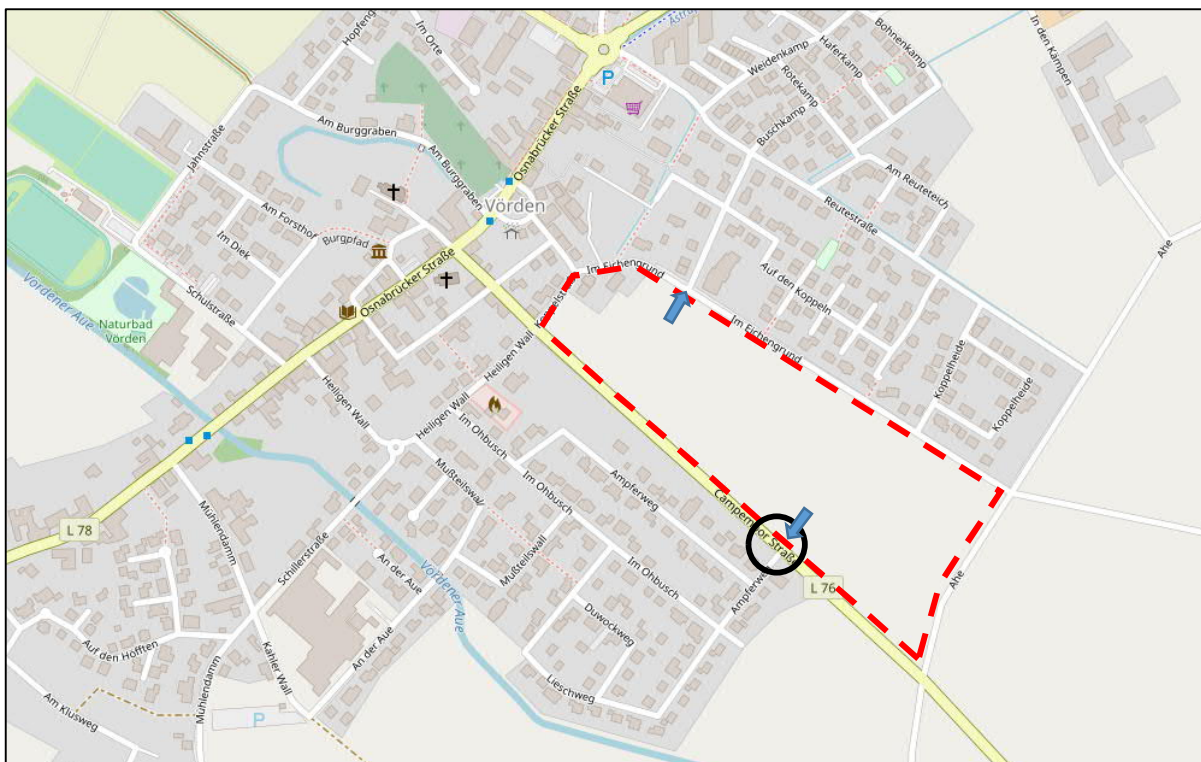 Hopfeng
Im Orte
Astrop
Bohnenkamp
In den Kämpen
Weidenkamp
Haferkamp
Rotekamp
Buschkamp
P
Jahnstraße
Am Burggraben
Am Burggraben
Osnabrücker Straße
Am Reuteteich
Vörden
Reutestraße
Ahe
Am Forsthof
Burgpfad
Im Diek
Osnabrücker Straße
Im Eichengrund
Auf den Koppeln
Vördener Aue
Schulstraße
Naturbad
Vörden
Koppelstraß
Im Eichengrund
Heiligen Wall
Koppelheide
Koppelheide
Heiligen Wall
Heiligen Wall
Im Ohbusch
Mußteilswall
Ampferweg
Im Ohbusch
Campemoor Straße
L 78
Mühlendamm
Schillerstraße
Mußteilswall
An der Aue
Vördener Aue
Im Ohbusch
Ampferweg
L 76
Ahe
Duwockweg
Auf den Höfften
An der Aue
Kahler Wall
Lieschweg
Mühlendamm
Am Klusweg
P